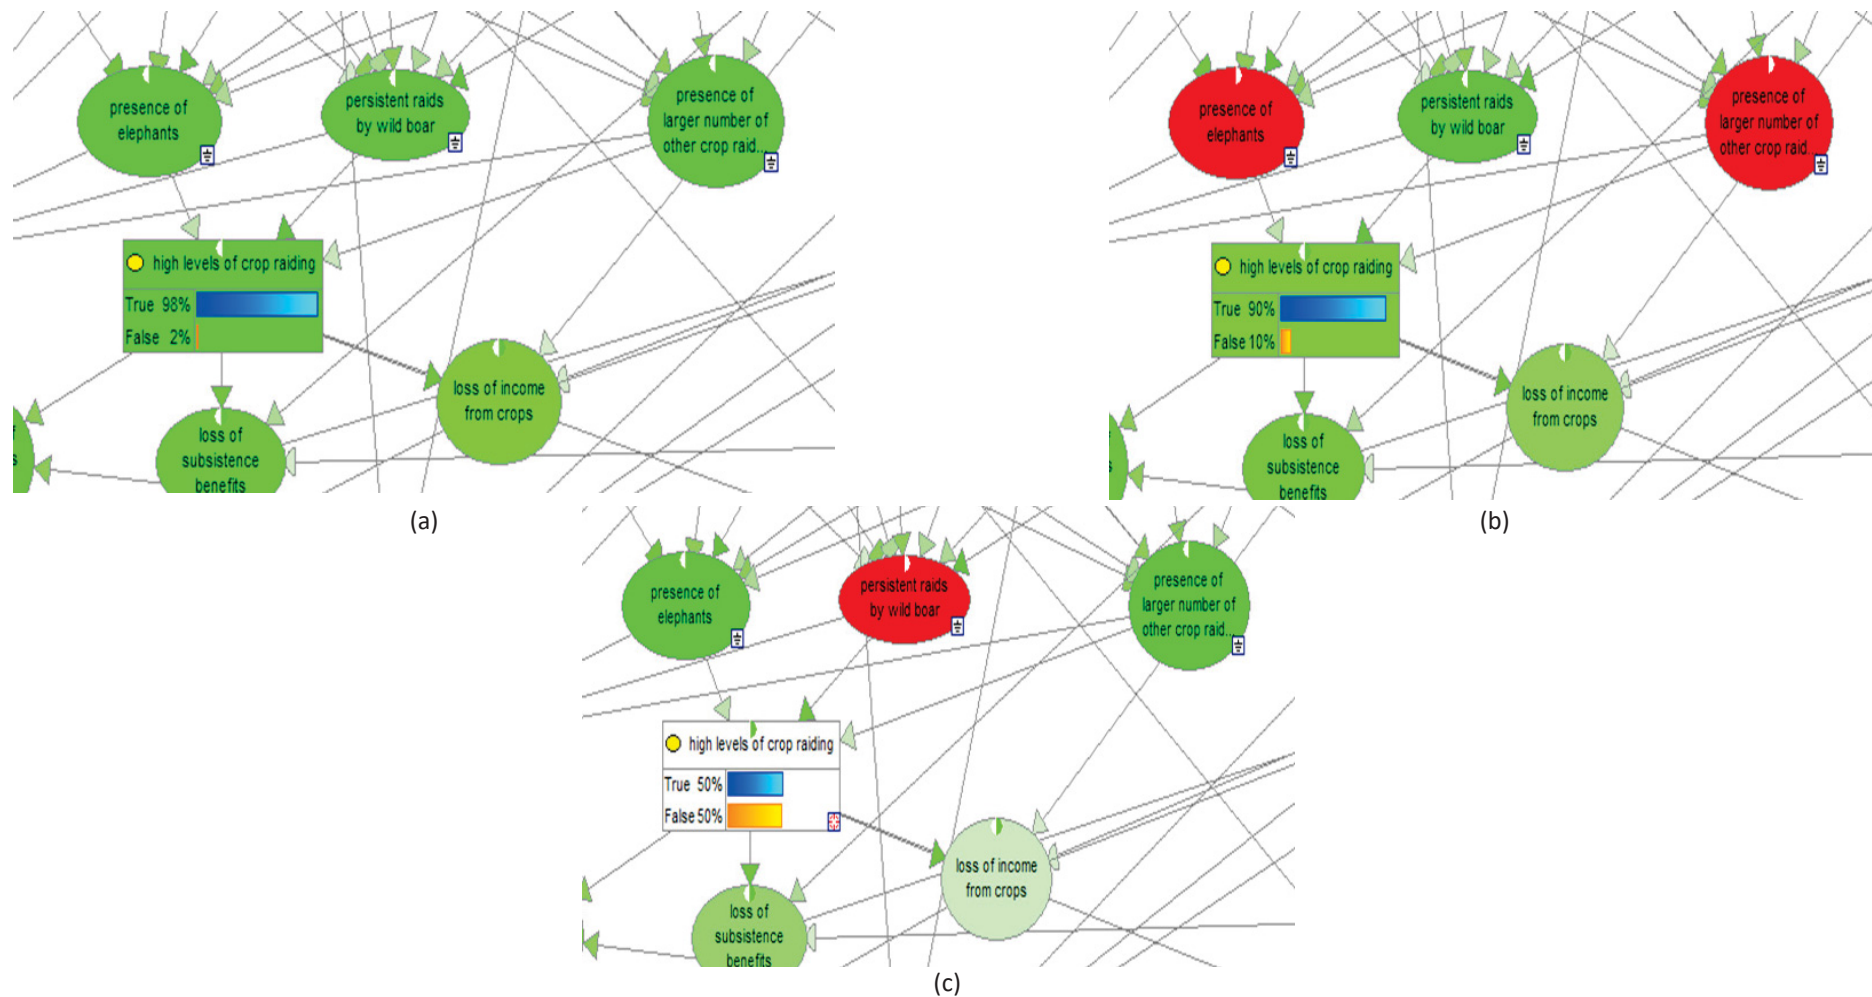 presence of
elephants
persistent raids
by wild boar
presence of
larger number of
other crop raid...
high levels of crop raiding
True 98%
False 2%
loss of income
from crops
loss of
subsistence
benefits
s
(a)
presence of
elephants
persistent raids
by wild boar
presence of
larger number of
other crop raid...
high levels of crop raiding
True 90%
False 10%
loss of income
from crops
loss of
subsistence
benefits
s
(b)
presence of
elephants
persistent raids
by wild boar
presence of
larger number of
other crop raid...
high levels of crop raiding
True 50%
False 50%
loss of income
from crops
loss of
subsistence
benefits
(c)